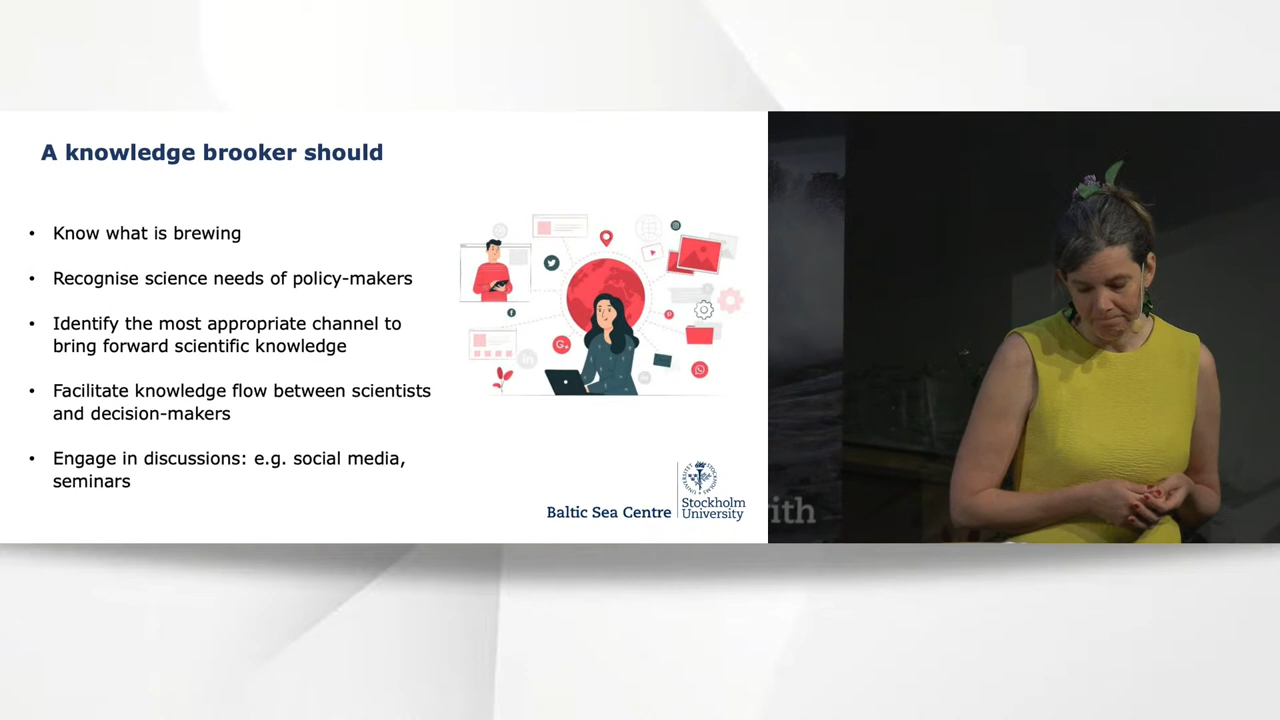 A knowledge brooker should
• Know what is brewing
• Recognise science needs of policy-makers
• Identify the most appropriate channel to
bring forward scientific knowledge
• Facilitate knowledge flow between scientists
and decision-makers
• Engage in discussions: e.g. social media,
seminars
Baltic Sea Centre
Stockholm
University
ith